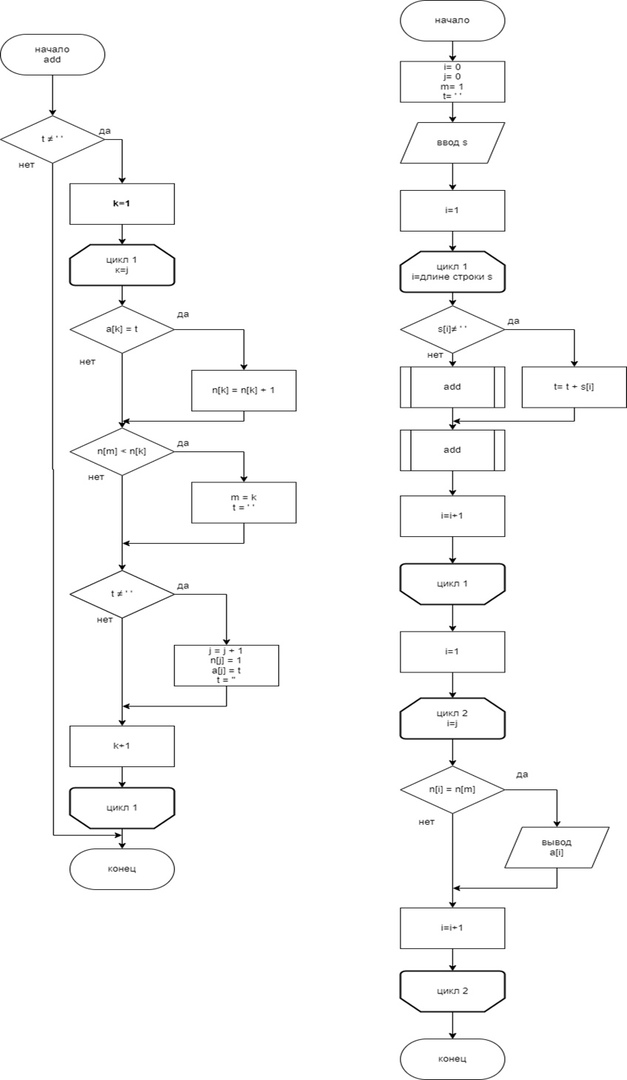 начало
add
t ≠ ' '
да
нет
k=1
цикл 1
к=j
a[k] = t
да
нет
n[k] = n[k] + 1
n[m] < n[k]
да
нет
m = k
t = ' '
t ≠ ' '
да
нет
j = j + 1
n[j] = 1
a[j] = t
t = ''
k+1
цикл 1
конец
начало
i= 0
j= 0
m= 1
t= ' '
ввод s
i=1
цикл 1
i=длине строки s
s[i]≠ ' '
да
нет
add
t= t + s[i]
add
i=i+1
цикл 1
i=1
цикл 2
i=j
n[i] = n[m]
да
нет
вывод
a[i]
i=i+1
цикл 2
конец